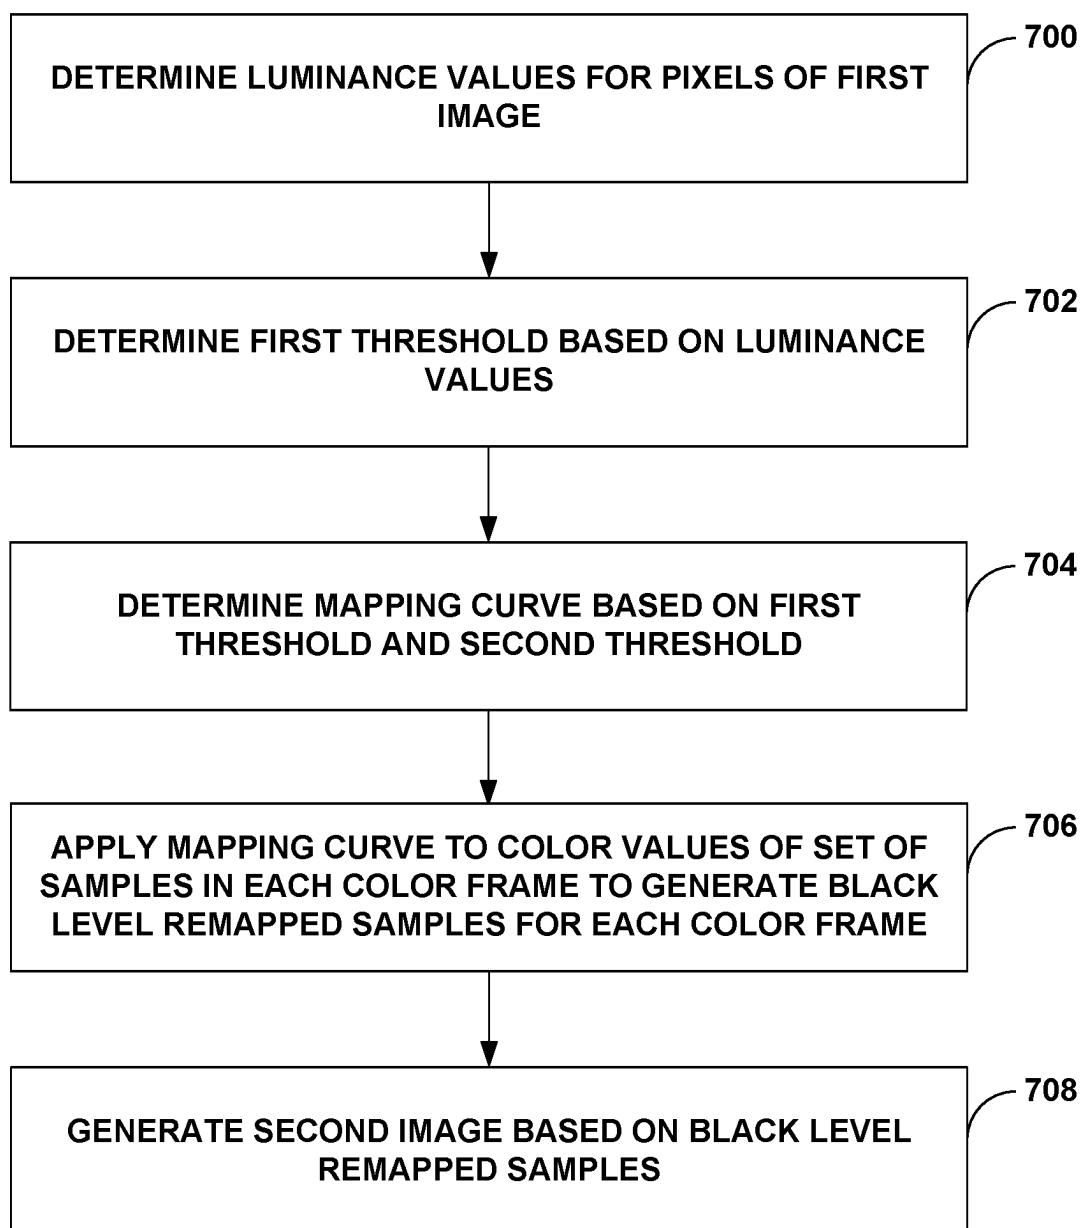 700
DETERMINE LUMINANCE VALUES FOR PIXELS OF FIRST
IMAGE
702
DETERMINE FIRST THRESHOLD BASED ON LUMINANCE
VALUES
704
DETERMINE MAPPING CURVE BASED ON FIRST
THRESHOLD AND SECOND THRESHOLD
706
APPLY MAPPING CURVE TO COLOR VALUES OF SET OF
SAMPLES IN EACH COLOR FRAME TO GENERATE BLACK
LEVEL REMAPPED SAMPLES FOR EACH COLOR FRAME
708
GENERATE SECOND IMAGE BASED ON BLACK LEVEL
REMAPPED SAMPLES